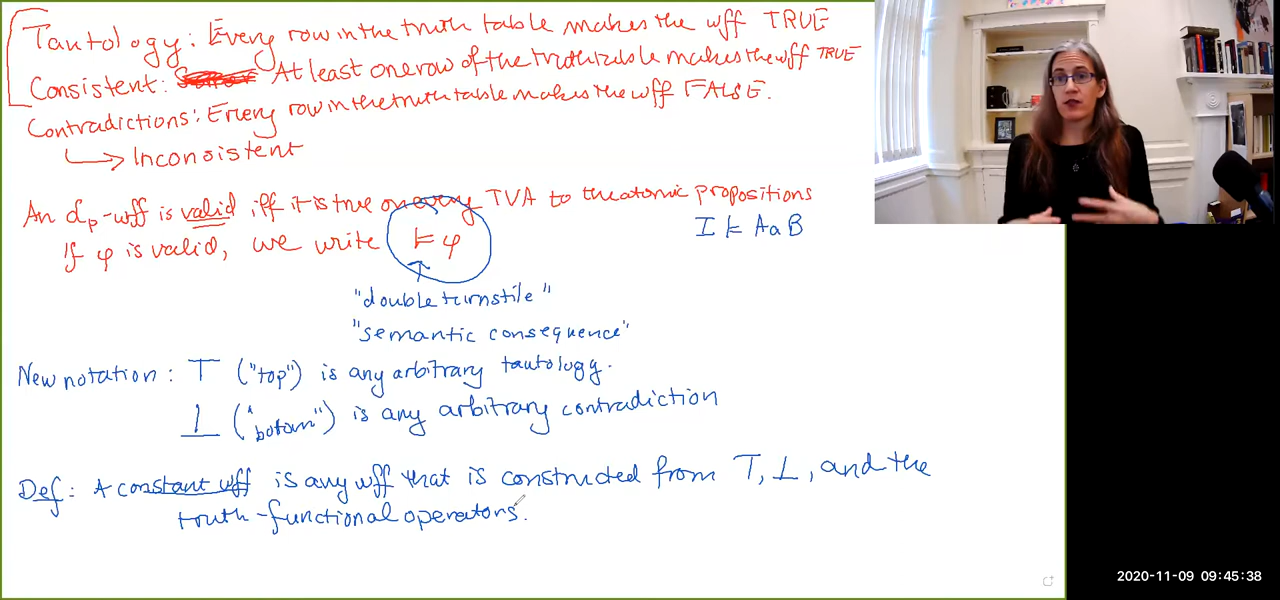 Tautology: Every row in the truth table makes the wff TRUE
Consistent: At least one row of the truth table makes the wff TRUE
Contradictions: Every row in the truth table makes the wff FALSE.
Inconsistent
An Lp-wff is valid iff it is true on every TVA to the atomic propositions
If φ is valid, we write ⊨ φ
I ⊨ AaB
"double turnstile"
"semantic consequence"
New notation: T ("top") is any arbitrary tautology.
⊥ ("bottom") is any arbitrary contradiction
Def: A constant wff is any wff that is constructed from T, ⊥, and the
truth-functional operators.
2020-11-09 09:45:38